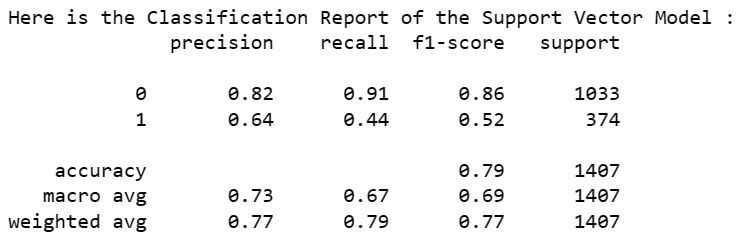 Here is the Classification Report of the Support Vector Model :
precision recall f1-score support
0 0.82 0.91 0.86 1033
1 0.64 0.44 0.52 374
accuracy 0.79 1407
macro avg 0.73 0.67 0.69 1407
weighted avg 0.77 0.79 0.77 1407